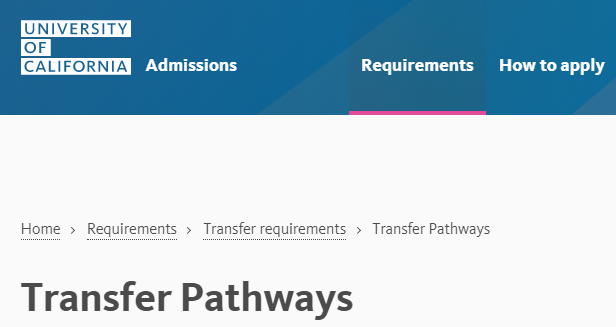 UNIVERSITY
OF
CALIFORNIA
Admissions
Requirements
How to apply
Home > Requirements > Transfer requirements > Transfer Pathways
Transfer Pathways